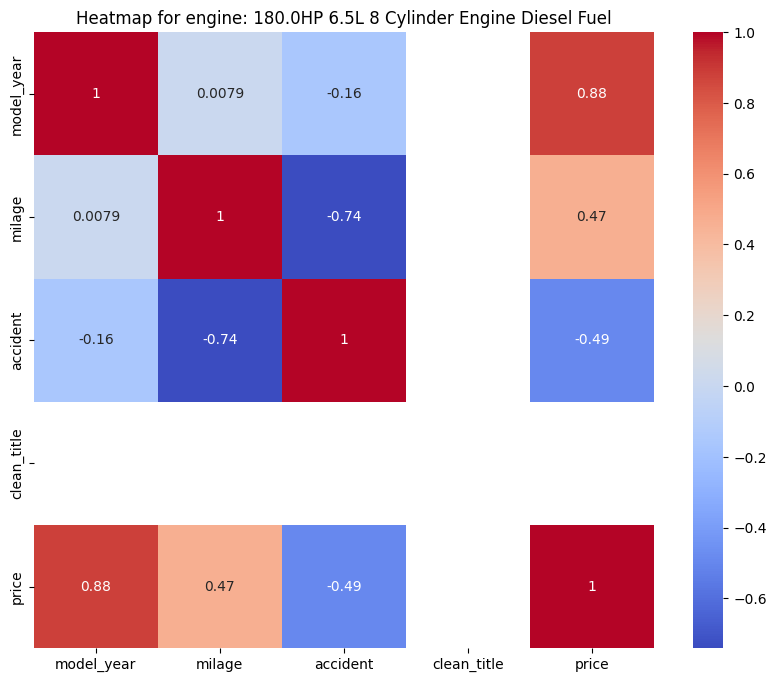 Heatmap for engine: 180.0HP 6.5L 8 Cylinder Engine Diesel Fuel
model_year
1
0.0079
-0.16
0.88
milage
0.0079
1
-0.74
0.47
accident
-0.16
-0.74
1
-0.49
clean_title
price
0.88
0.47
-0.49
1
model_year
milage
accident
clean_title
price
1.0
0.8
0.6
0.4
0.2
0.0
−0.2
−0.4
−0.6